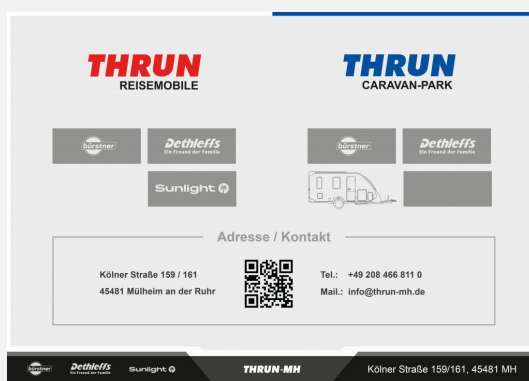 THRUN
REISEMOBILE
THRUN
CARAVAN-PARK
bürstner
Dethleffs
Ein Freund der Familie
bürstner
Dethleffs
Ein Freund der Familie
Sunlight
Adresse / Kontakt
Kölner Straße 159 / 161
45481 Mülheim an der Ruhr
Tel.: +49 208 466 811 0
Mail.: info@thrun-mh.de
bürstner
Dethleffs
Ein Freund der Familie
Sunlight
THRUN-MH
Kölner Straße 159/161, 45481 MH